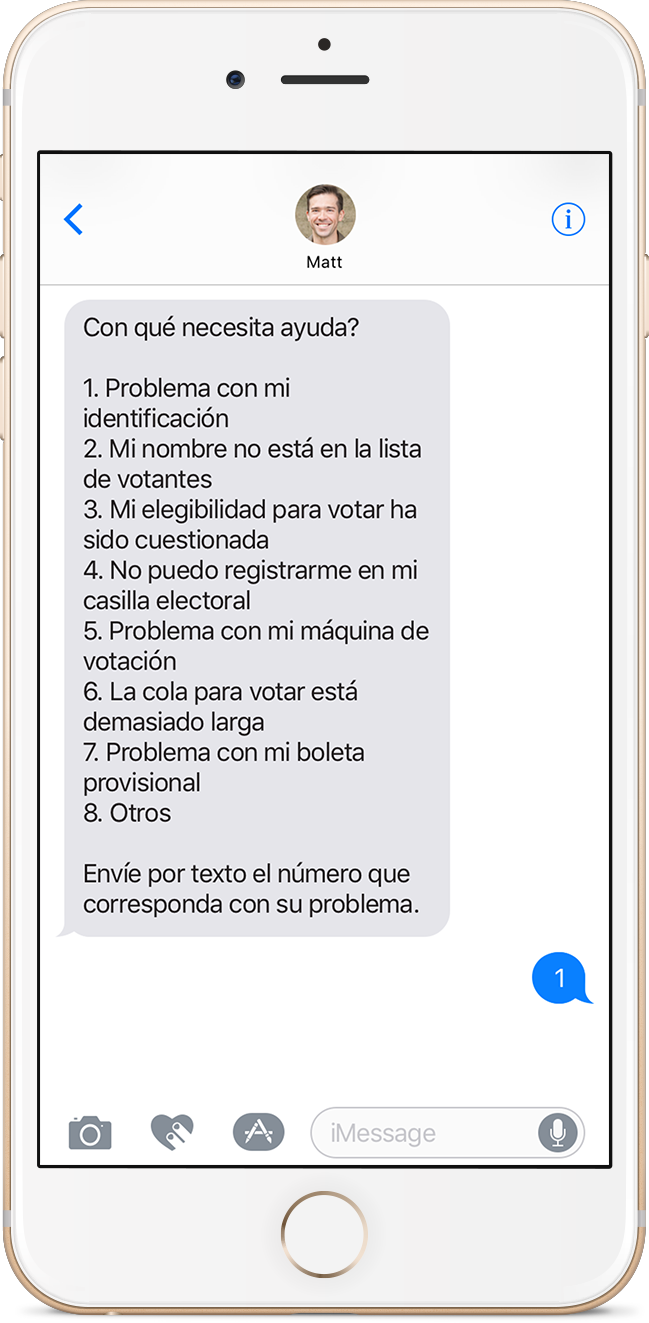 Matt
Con qué necesita ayuda?
1. Problema con mi
identificación
2. Mi nombre no está en la lista
de votantes
3. Mi elegibilidad para votar ha
sido cuestionada
4. No puedo registrarme en mi
casilla electoral
5. Problema con mi máquina de
votación
6. La cola para votar está
demasiado larga
7. Problema con mi boleta
provisional
8. Otros
Envíe por texto el número que
corresponda con su problema.
1
iMessage